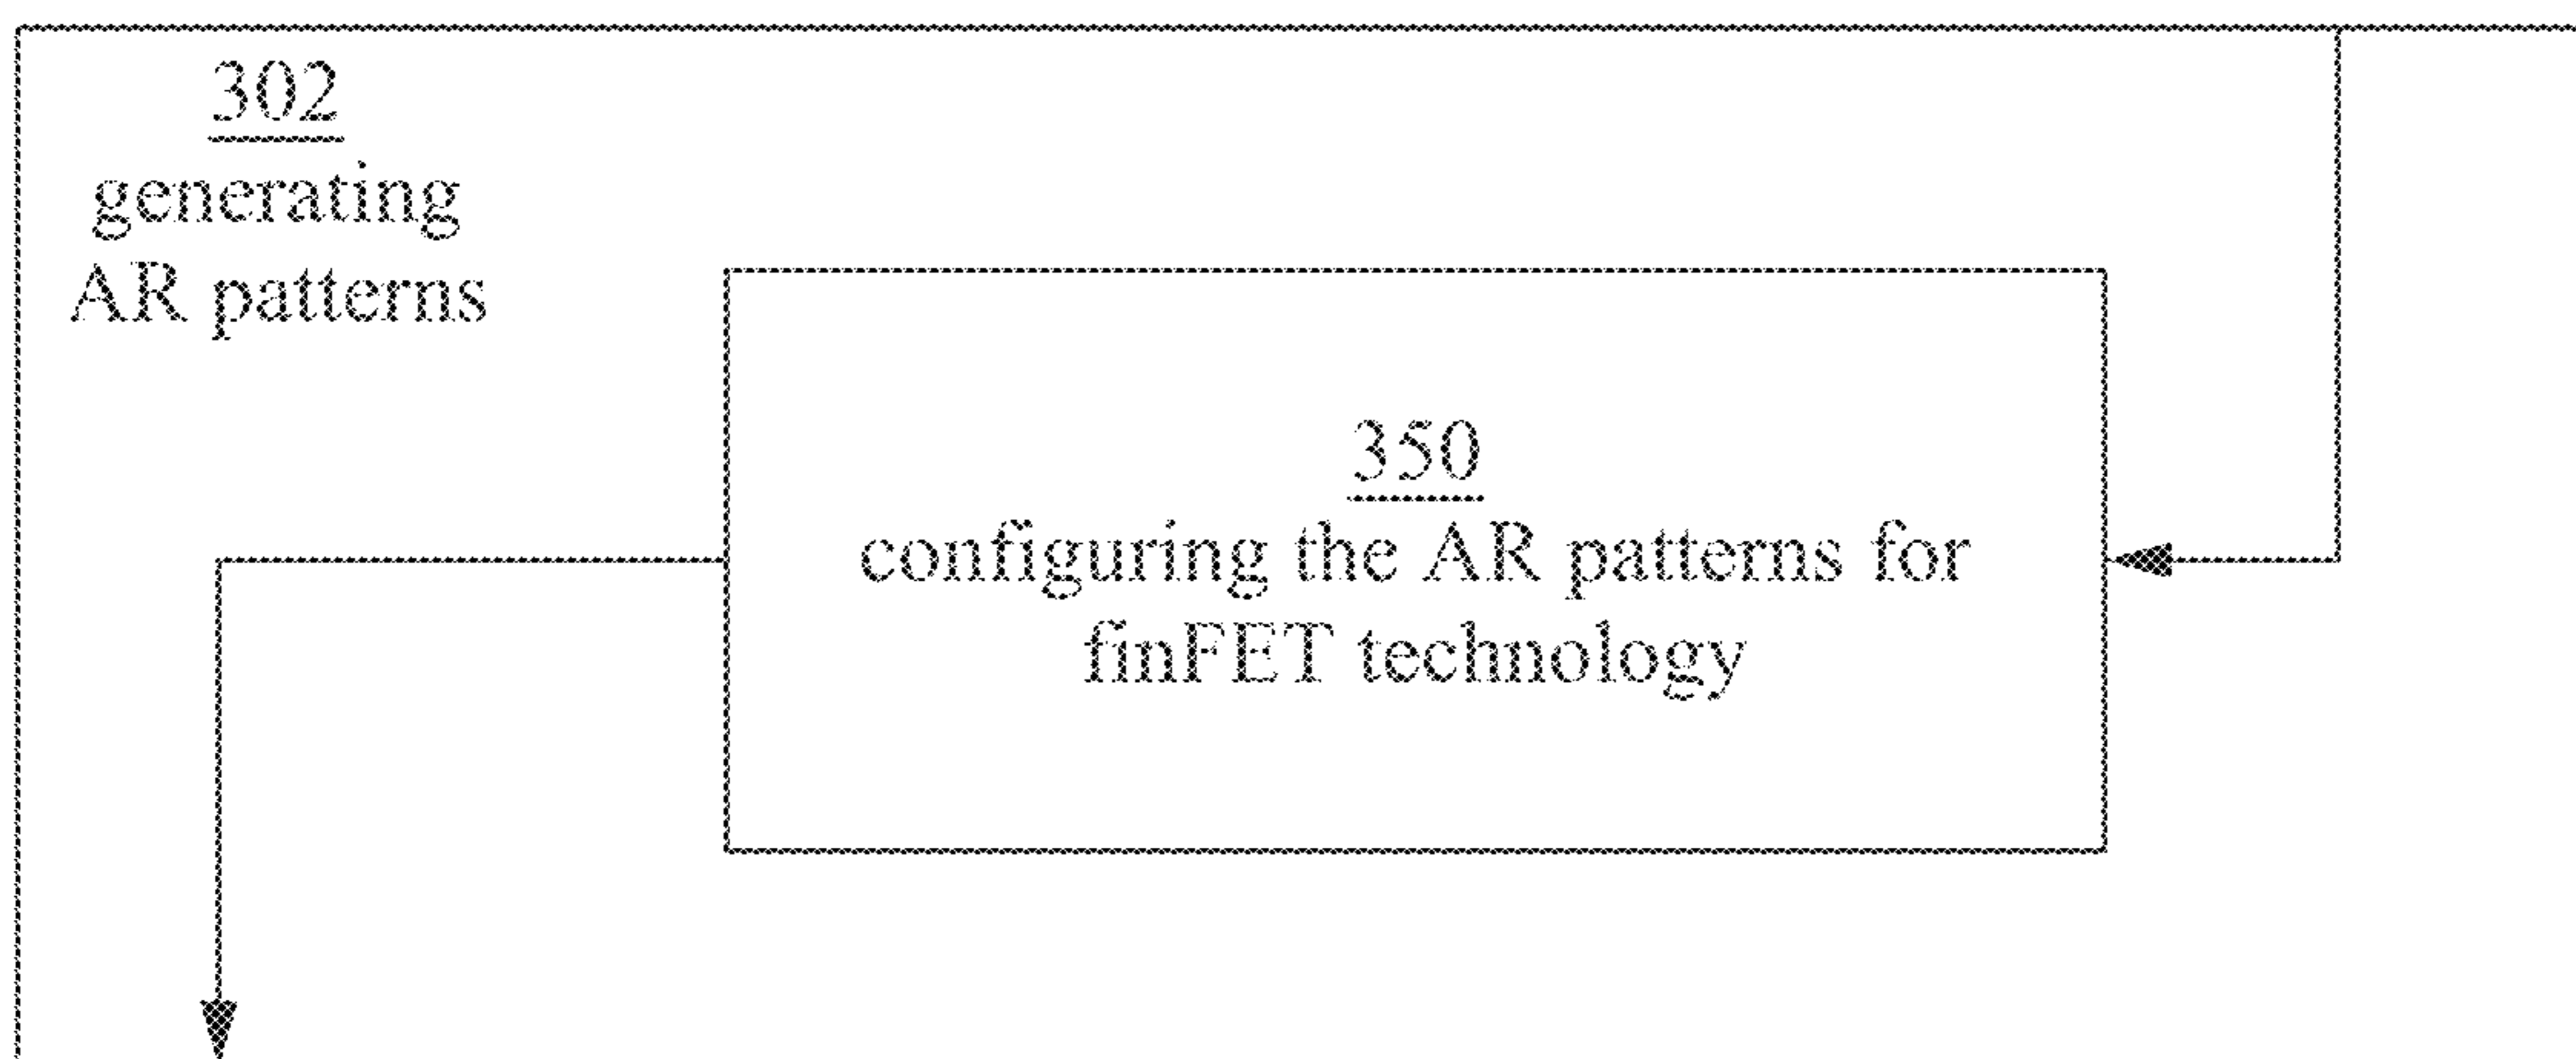 302
generating
AR patterns
350
configuring the AR patterns for
finFET technology